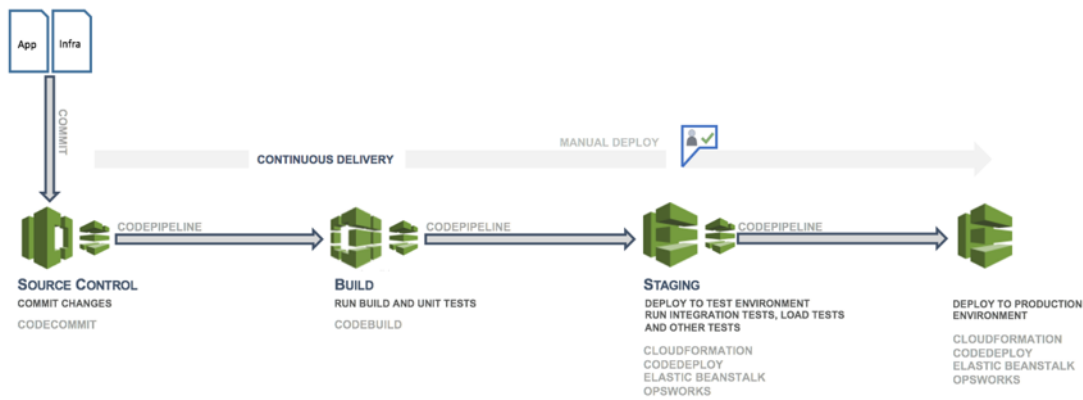 App
Infra
COMMIT
MANUAL DEPLOY
CONTINUOUS DELIVERY
CODEPIPELINE
CODEPIPELINE
CODEPIPELINE
SOURCE CONTROL
COMMIT CHANGES
CODECOMMIT
BUILD
RUN BUILD AND UNIT TESTS
CODEBUILD
STAGING
DEPLOY TO TEST ENVIRONMENT
RUN INTEGRATION TESTS, LOAD TESTS
AND OTHER TESTS
CLOUDFORMATION
CODEDEPLOY
ELASTIC BEANSTALK
OPSWORKS
DEPLOY TO PRODUCTION
ENVIRONMENT
CLOUDFORMATION
CODEDEPLOY
ELASTIC BEANSTALK
OPSWORKS